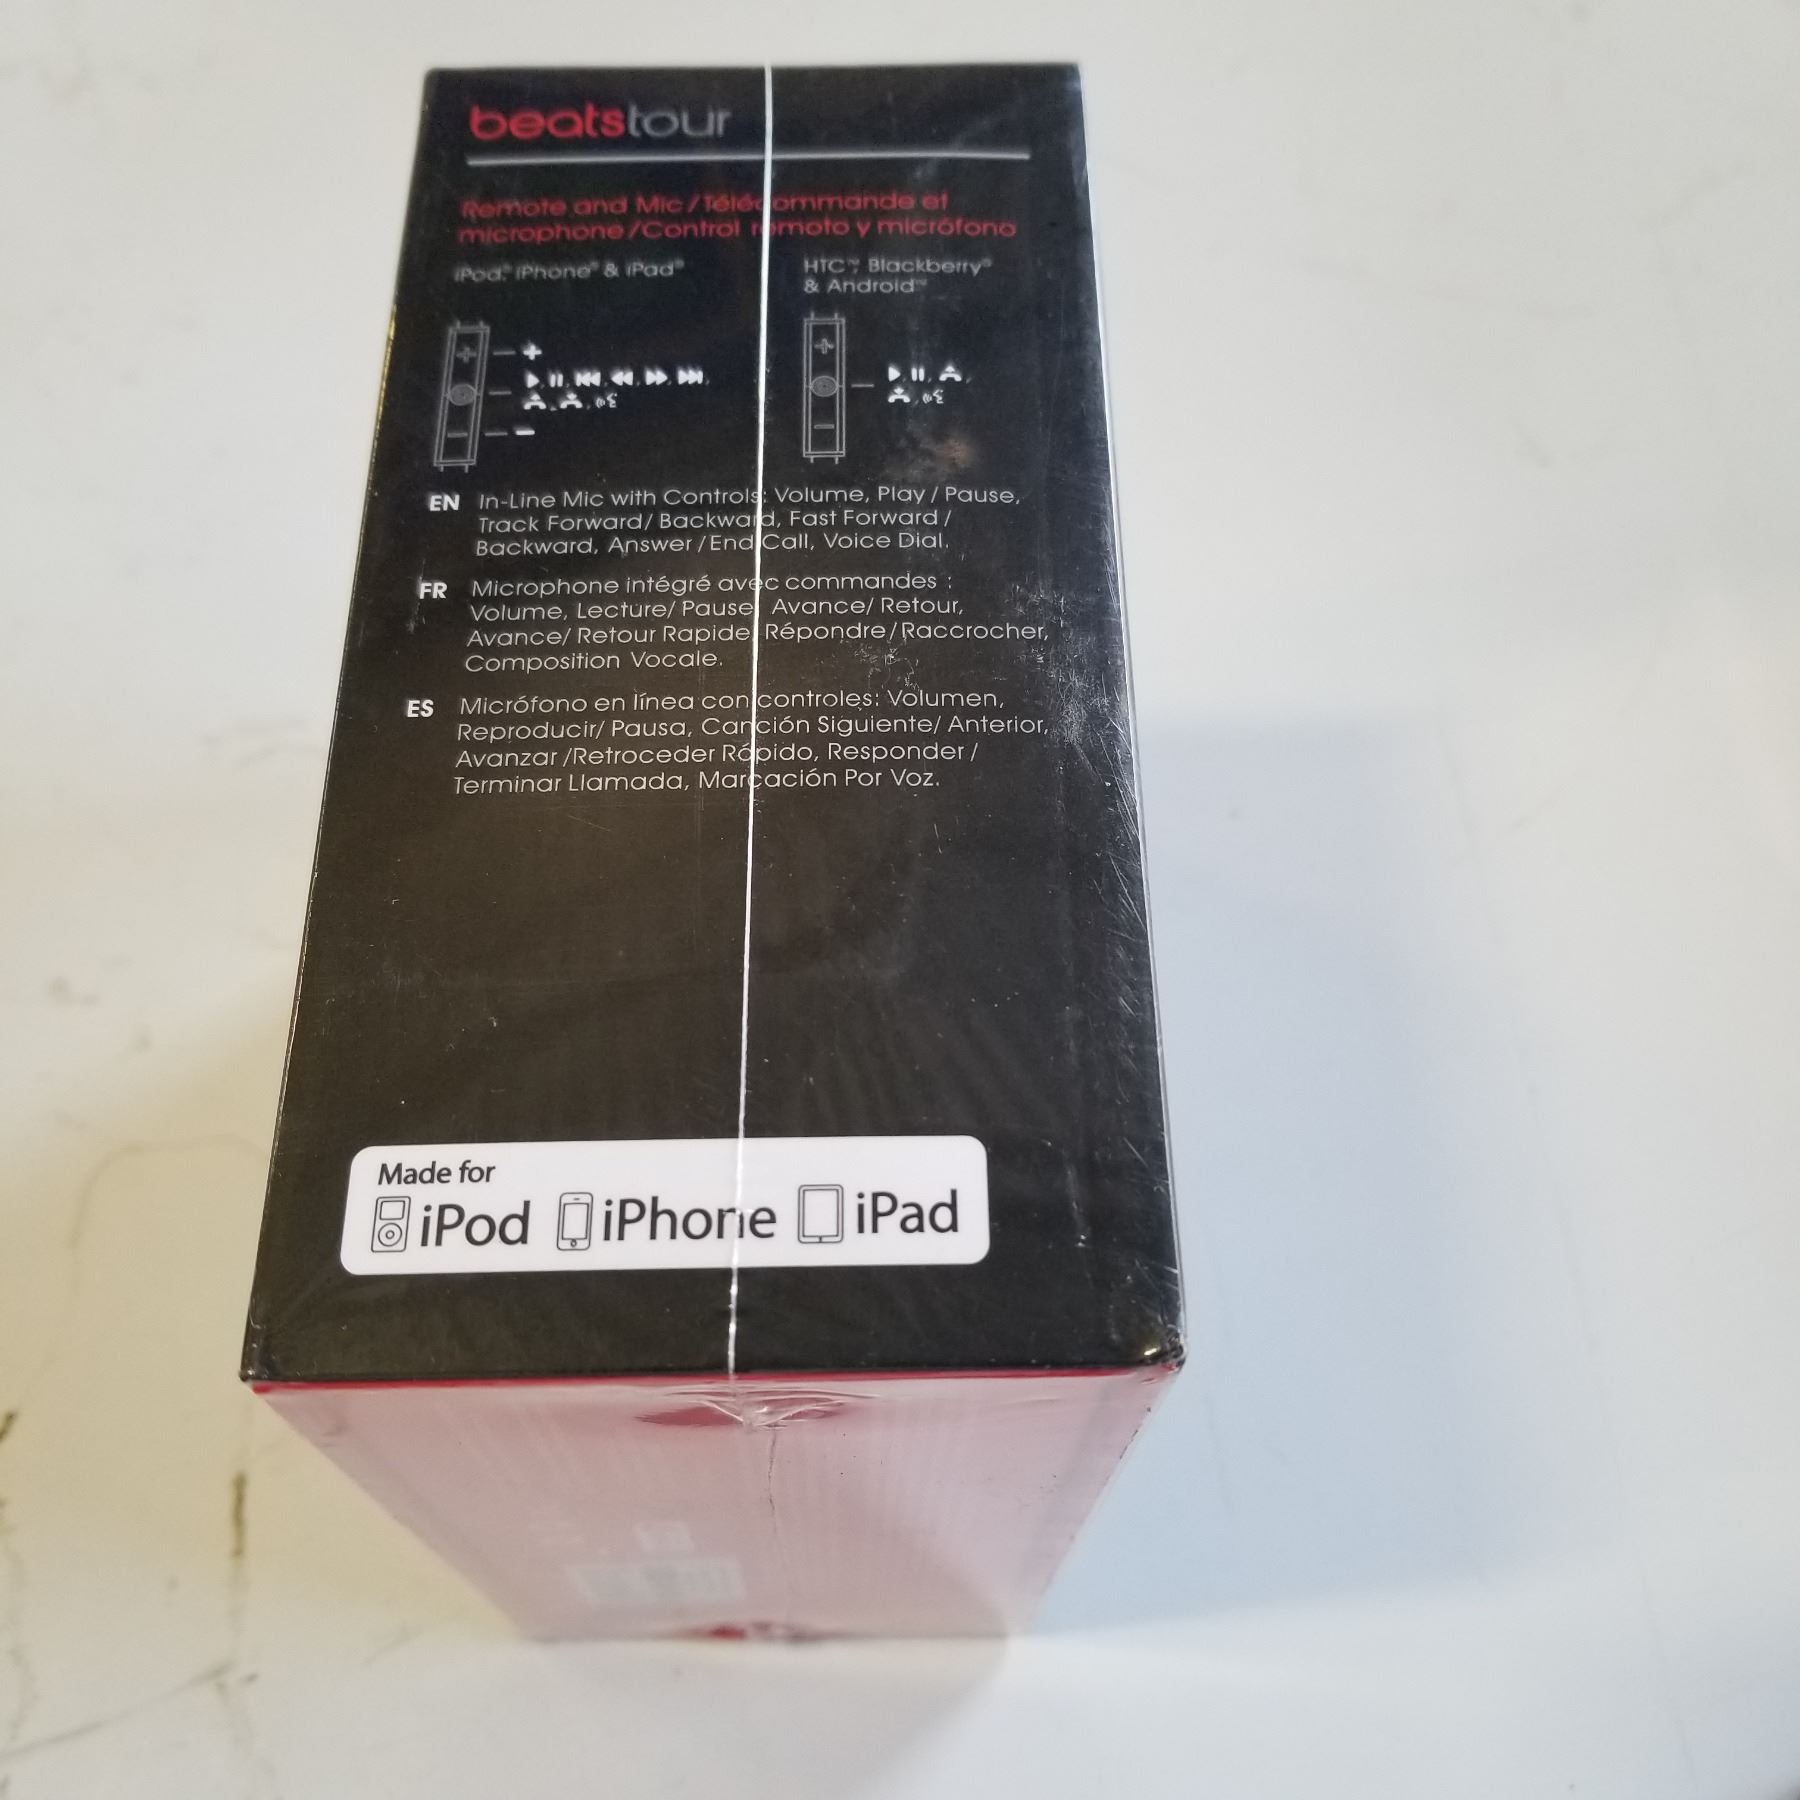 beatstour
Remote and Mic/Télécommande et
microphone/Control remoto y micrófono
iPod,® iPhone® & iPad®
HTC™, Blackberry®
& Android™
EN In-Line Mic with Controls: Volume, Play / Pause,
Track Forward/ Backward, Fast Forward /
Backward, Answer /End Call, Voice Dial.
FR Microphone intégré avec commandes :
Volume, Lecture/ Pause, Avance/ Retour,
Avance/ Retour Rapide, Répondre/Raccrocher,
Composition Vocale.
ES Micrófono en línea con controles: Volumen,
Reproducir/ Pausa, Canción Siguiente/ Anterior,
Avanzar /Retroceder Rápido, Responder /
Terminar Llamada, Marcación Por Voz.
Made for
iPod iPhone iPad